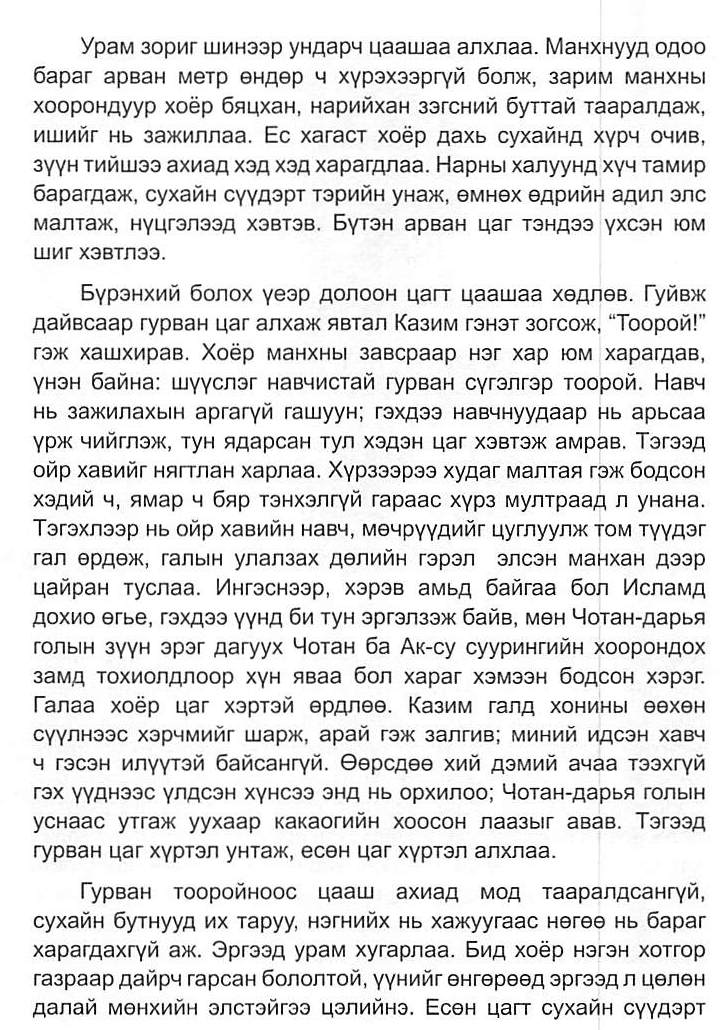 Урам зориг шинээр ундарч цаашаа алхлаа. Манхнууд одоо
бараг арван метр өндөр ч хүрэхээргүй болж, зарим манхны
хоорондуур хоёр бяцхан, нарийхан зэгсний буттай тааралдаж,
ишийг нь зажиллаа. Ес хагаст хоёр дахь сухайнд хүрч очив,
зүүн тийшээ ахиад хэд хэд харагдлаа. Нарны халуунд хүч тамир
барагдаж, сухайн сүүдэрт тэрийн унаж, өмнөх өдрийн адил элс
малтаж, нүцгэлээд хэвтэв. Бүтэн арван цаг тэндээ үхсэн юм
шиг хэвтлээ.
Бүрэнхий болох үеэр долоон цагт цаашаа хөдлөв. Гуйвж
дайвсаар гурван цаг алхаж явтал Казим гэнэт зогсож, “Тоорой!”
гэж хашхирав. Хоёр манхны завсраар нэг хар юм харагдав,
үнэн байна: шүүслэг навчистай гурван сүгэлгэр тоорой. Навч
нь зажилахын аргагүй гашуун; гэхдээ навчнуудаар нь арьсаа
үрж чийглэж, тун ядарсан тул хэдэн цаг хэвтэж амрав. Тэгээд
ойр хавийг нягтлан харлаа. Хүрзээрээ худаг малтая гэж бодсон
хэдий ч, ямар ч бяр тэнхэлгүй гараас хүрз мултраад л унана.
Тэгэхлээр нь ойр хавийн навч, мөчрүүдийг цуглуулж том түүдэг
гал өрдөж, галын улалзах дөлийн гэрэл элсэн манхан дээр
цайран туслаа. Ингэснээр, хэрэв амьд байгаа бол Исламд
дохио өгье, гэхдээ үүнд би тун эргэлзэж байв, мөн Чотан-дарья
голын зүүн эрэг дагуух Чотан ба Ак-су суурингийн хоорондох
замд тохиолдлоор хүн яваа бол хараг хэмээн бодсон хэрэг.
Галаа хоёр цаг хэртэй өрдлөө. Казим галд хонины өөхөн
сүүлнээс хэрчмийг шарж, арай гэж залгив; миний идсэн хавч
ч гэсэн илүүтэй байсангүй. Өөрсдөө хий дэмий ачаа тээхгүй
гэх үүднээс үлдсэн хүнсээ энд нь орхилоо; Чотан-дарья голын
уснаас утгаж уухаар какаогийн хоосон лаазыг авав. Тэгээд
гурван цаг хүртэл унтаж, есөн цаг хүртэл алхлаа.
Гурван тооройноос цааш ахиад мод тааралдсангүй,
сухайн бутнууд их таруу, нэгнийх нь хажуугаас нөгөө нь бараг
харагдахгүй аж. Эргээд урам хугарлаа. Бид хоёр нэгэн хотгор
газраар дайрч гарсан бололтой, үүнийг өнгөрөөд эргээд л цөлөн
далай мөнхийн элстэйгээ цэлийнэ. Есөн цагт сухайн сүүдэрт